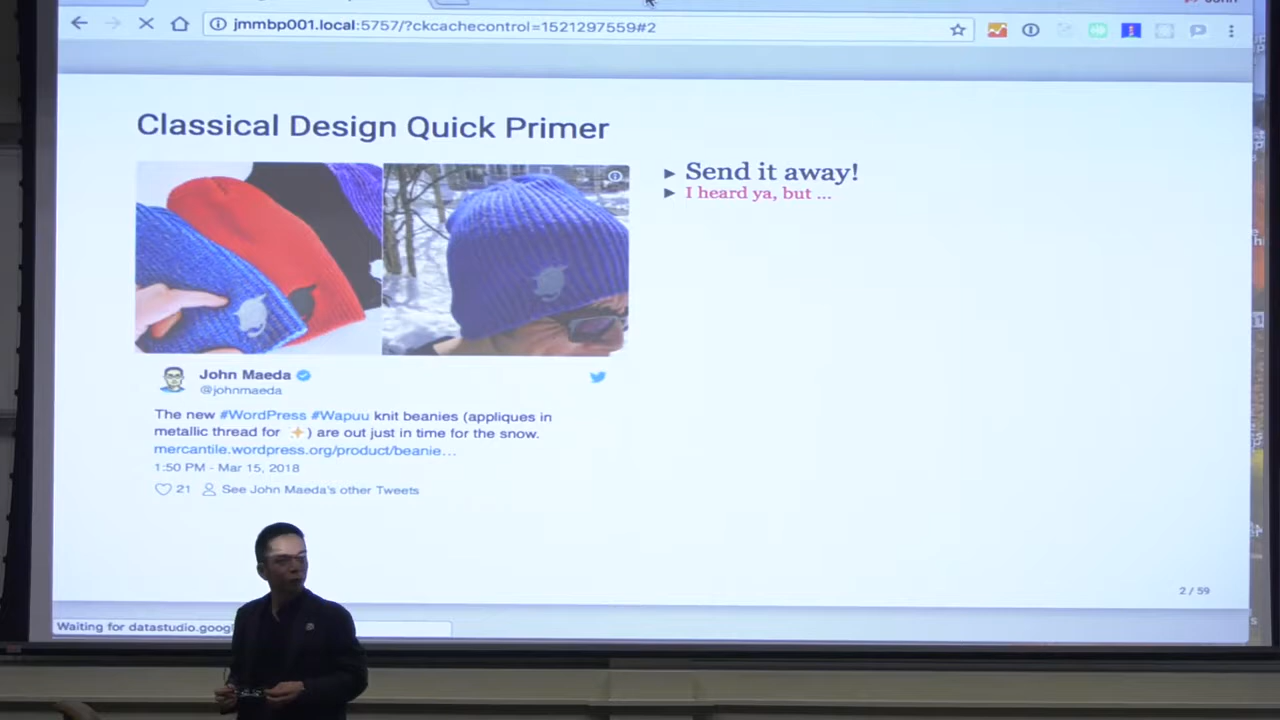 jmmbp001.local:5757/?ckcachecontrol=1521297559#2
Classical Design Quick Primer
► Send it away!
► I heard ya, but ...
John Maeda
@johnmaeda
The new #WordPress #Wapuu knit beanies (appliques in
metallic thread for ✨) are out just in time for the snow.
mercantile.wordpress.org/product/beanie…
1:50 PM - Mar 15, 2018
21 See John Maeda's other Tweets
2 / 59
Waiting for datastudio.googl